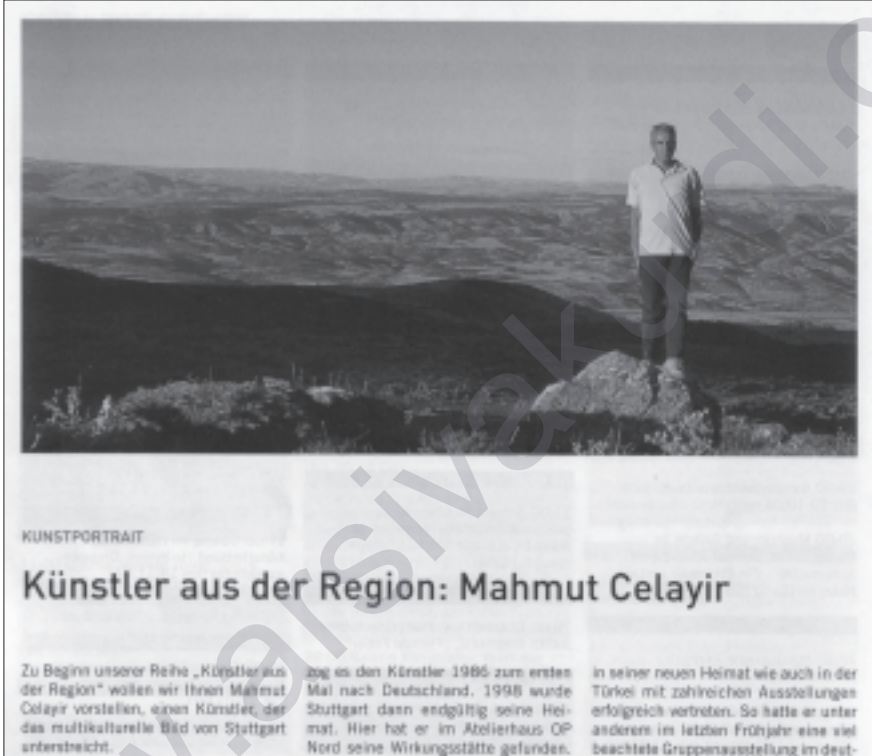 KUNSTPORTRAIT
Künstler aus der Region: Mahmut Celayir
Zu Beginn unserer Reihe „Künstler aus
der Region“ wollen wir Ihnen Mahmut
Celayir vorstellen, einen Künstler, der
das multikulturelle Bild von Stuttgart
unterstreicht.
zog es den Künstler 1986 zum ersten
Mal nach Deutschland. 1998 wurde
Stuttgart dann endgültig seine Hei-
mat. Hier hat er im Atelierhaus OP
Nord seine Wirkungsstätte gefunden.
in seiner neuen Heimat wie auch in der
Türkei mit zahlreichen Ausstellungen
erfolgreich vertreten. So hatte er unter
anderem im letzten Frühjahr eine viel
beachtete Gruppenausstellung im deut-
www.arsivakurdi.o